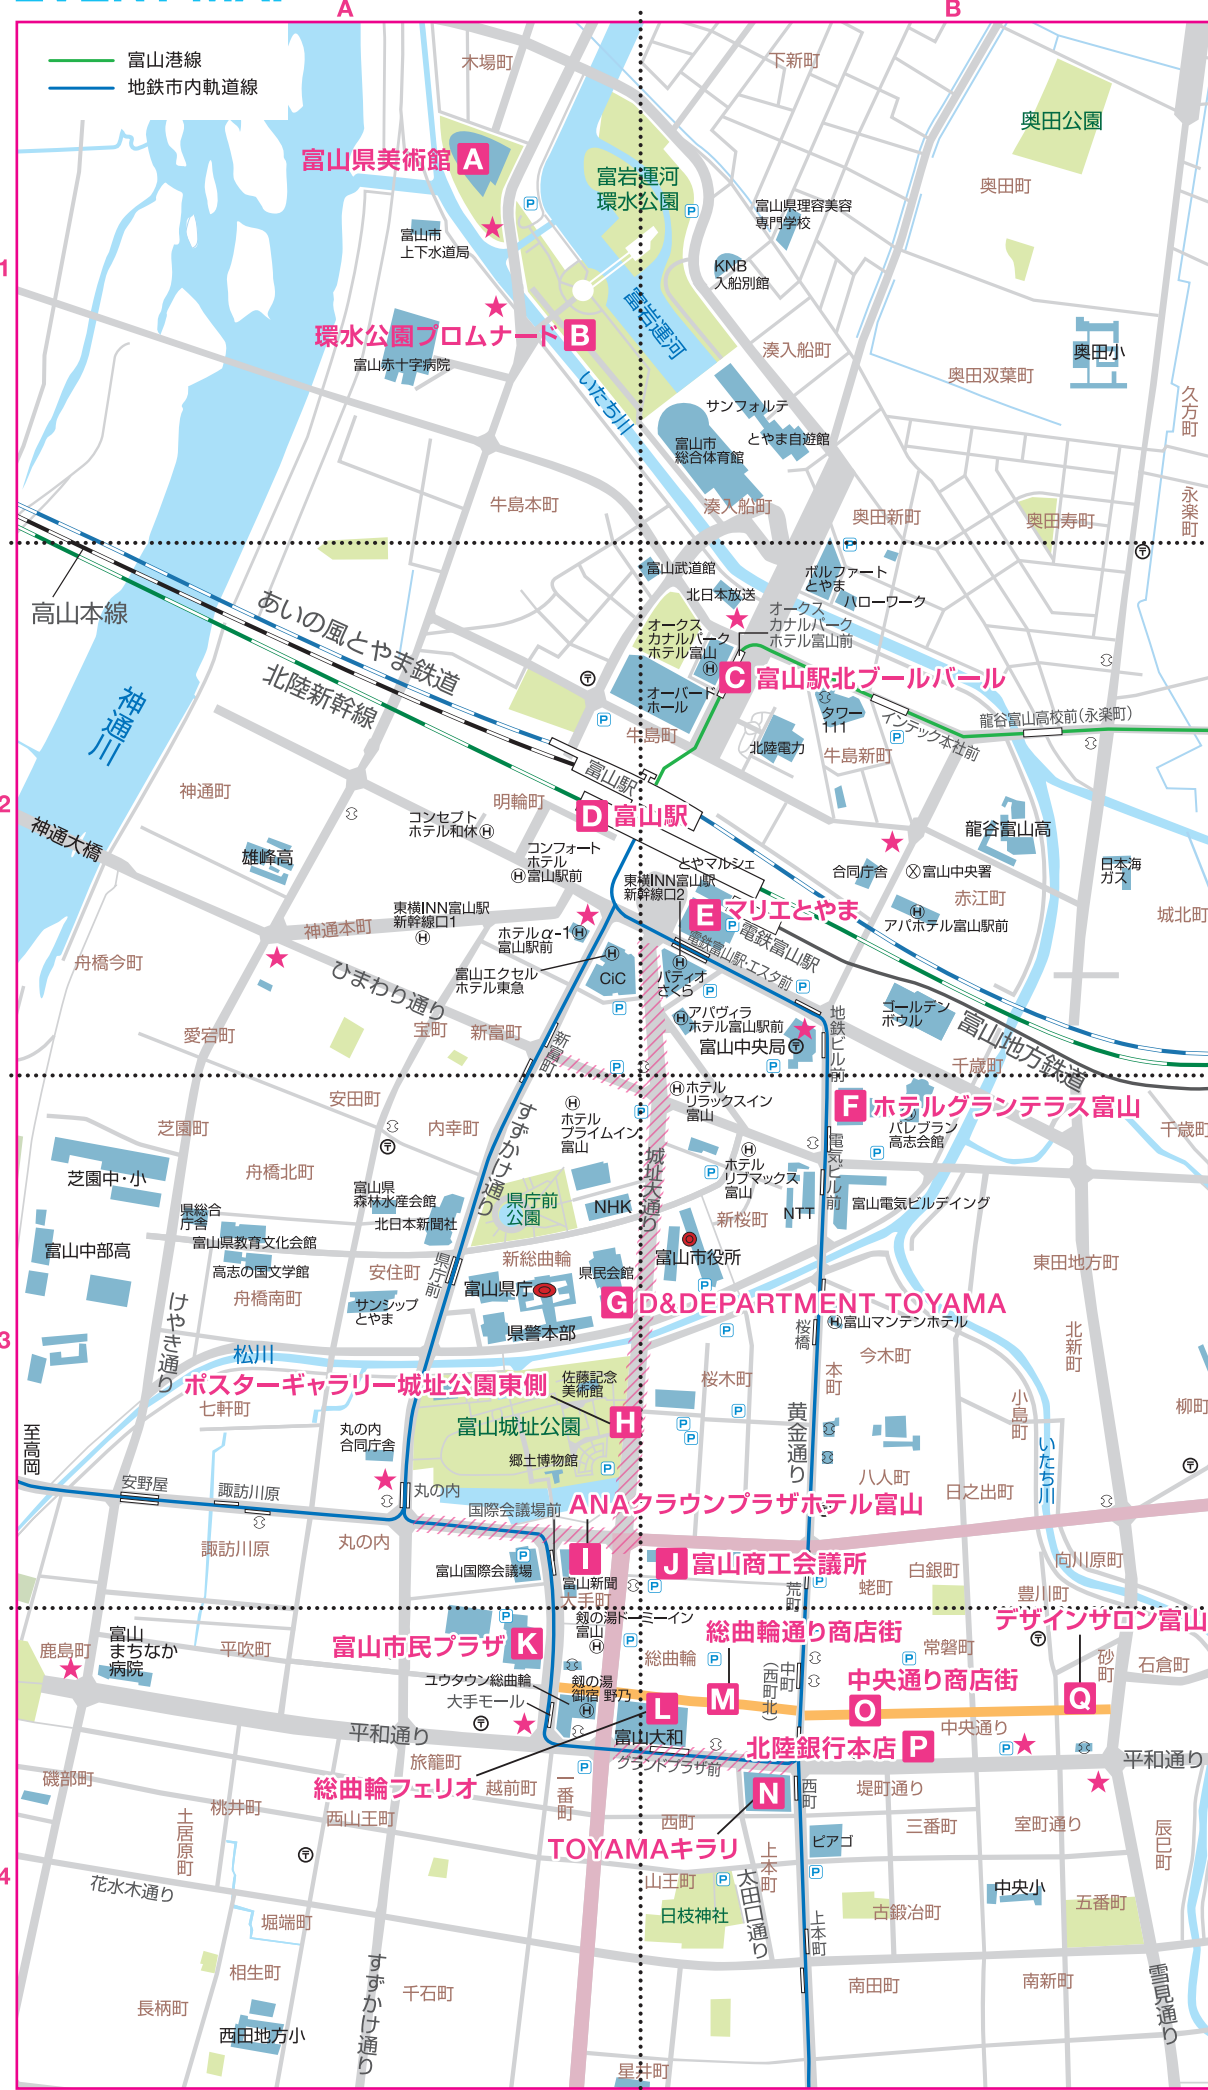 A
B
富山港線
地鉄市内軌道線
木場町
下新町
奥田公園
富山県美術館 A
富岩運河
環水公園
奥田町
富山県理容美容
専門学校
富山市
上下水道局
1
KNB
入船別館
富岩運河
環水公園プロムナード B
富山赤十字病院
湊入船町
奥田小
奥田双葉町
いたち川
久方町
サンフォルテ
とやま自遊館
富山市
総合体育館
牛島本町
湊入船町
奥田新町
奥田寿町
永楽町
高山本線
あいの風とやま鉄道
北陸新幹線
神通川
富山武道館
ボルファート
とやま
北日本放送
ハローワーク
オークス
カナルパーク
ホテル富山前
オークス
カナルパーク
ホテル富山
C 富山駅北ブールバール
オーバード
ホール
タワー
111
インテック本社前
龍谷富山高校前(永楽町)
牛島町
北陸電力
牛島新町
富山駅
神通町
2
明輪町
D 富山駅
神通大橋
コンセプト
ホテル和休
雄峰高
コンフォート
ホテル
富山駅前
龍谷富山高
とやマルシェ
合同庁舎
富山中央署
日本海
ガス
東横INN富山駅
新幹線口2
赤江町
東横INN富山駅
新幹線口1
E マリエとやま
アパホテル富山駅前
城北町
神通本町
ホテルα-1
富山駅前
電鉄富山駅
電鉄富山駅・エスタ前
舟橋今町
ひまわり通り
富山エクセル
ホテル東急
CiC
パティオ
さくら
ゴールデン
ボウル
富山地方鉄道
愛宕町
宝町
新富町
新富町
アパヴィラ
ホテル富山駅前
富山中央局
地鉄ビル前
千歳町
安田町
ホテル
リラックスイン
富山
F ホテルグランテラス富山
芝園町
内幸町
すずかけ通り
ホテル
プライムイン
富山
パレブラン
高志会館
千歳町
城址大通り
電気ビル前
芝園中・小
舟橋北町
富山県
森林水産会館
県庁前
公園
ホテル
リブマックス
富山
県総合
庁舎
北日本新聞社
NHK
新桜町
NTT
富山電気ビルデイング
富山中部高
富山県教育文化会館
高志の国文学館
新総曲輪
富山市役所
東田地方町
安住町
県庁前
県民会館
舟橋南町
サンシップ
とやま
富山県庁
G D&DEPARTMENT TOYAMA
けやき通り
県警本部
富山マンテンホテル
3
桜橋
松川
今木町
北新町
ポスターギャラリー城址公園東側
佐藤記念
美術館
桜木町
本町
七軒町
小島町
柳町
H
富山城址公園
黄金通り
至高岡
丸の内
合同庁舎
郷土博物館
いたち川
八人町
安野屋
諏訪川原
丸の内
日之出町
国際会議場前
ANAクラウンプラザホテル富山
諏訪川原
丸の内
富山国際会議場
I
J 富山商工会議所
白銀町
向川原町
富山新聞
大手町
荒町
蛯町
豊川町
剱の湯ドーミーイン
富山
デザインサロン富山
鹿島町
富山
まちなか
病院
平吹町
富山市民プラザ K
総曲輪
総曲輪通り商店街
常磐町
砂町
石倉町
ユウタウン総曲輪
剱の湯
御宿 野乃
中町
(西町北)
中央通り商店街
大手モール
L
M
O
Q
平和通り
富山大和
中央通り
旅籠町
グランドプラザ前
北陸銀行本店 P
平和通り
磯部町
総曲輪フェリオ
越前町
一番町
N
西町
堤町通り
桃井町
西山王町
西町
三番町
室町通り
土居原町
TOYAMAキラリ
ピアゴ
辰巳町
上本町
4
花水木通り
山王町
太田口通り
中央小
堀端町
日枝神社
古鍛冶町
五番町
上本町
相生町
すずかけ通り
千石町
南田町
南新町
雪見通り
長柄町
西田地方小
星井町